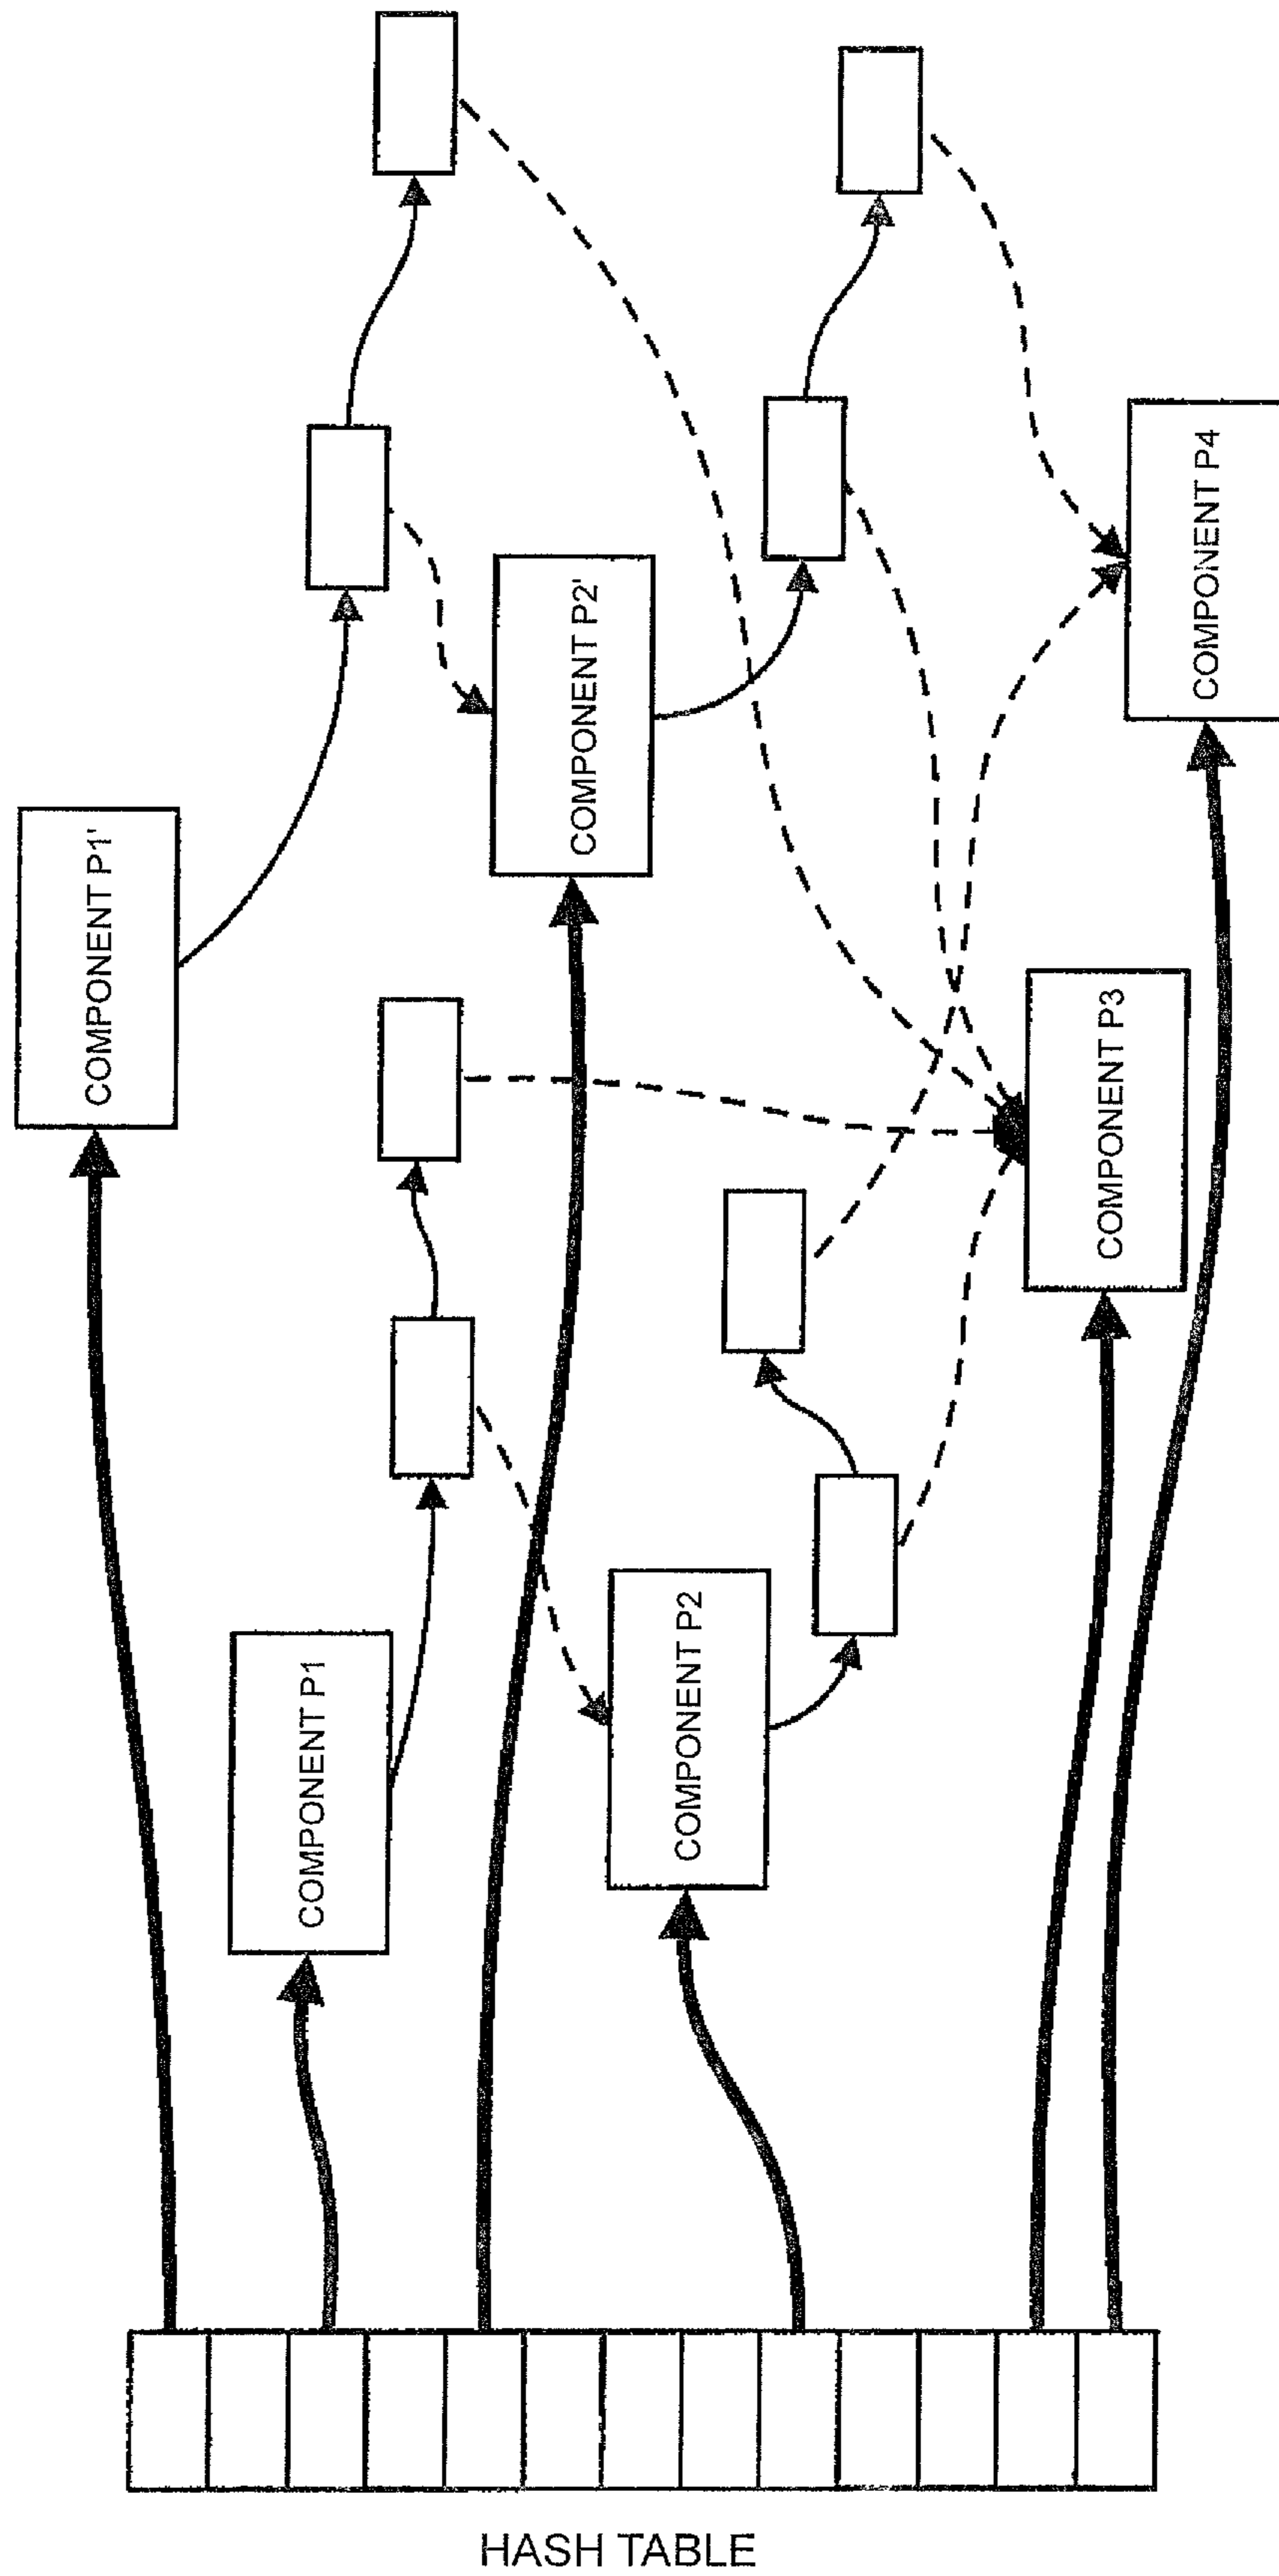 COMPONENT P1'
COMPONENT P1
COMPONENT P2'
COMPONENT P2
COMPONENT P3
COMPONENT P4
HASH TABLE